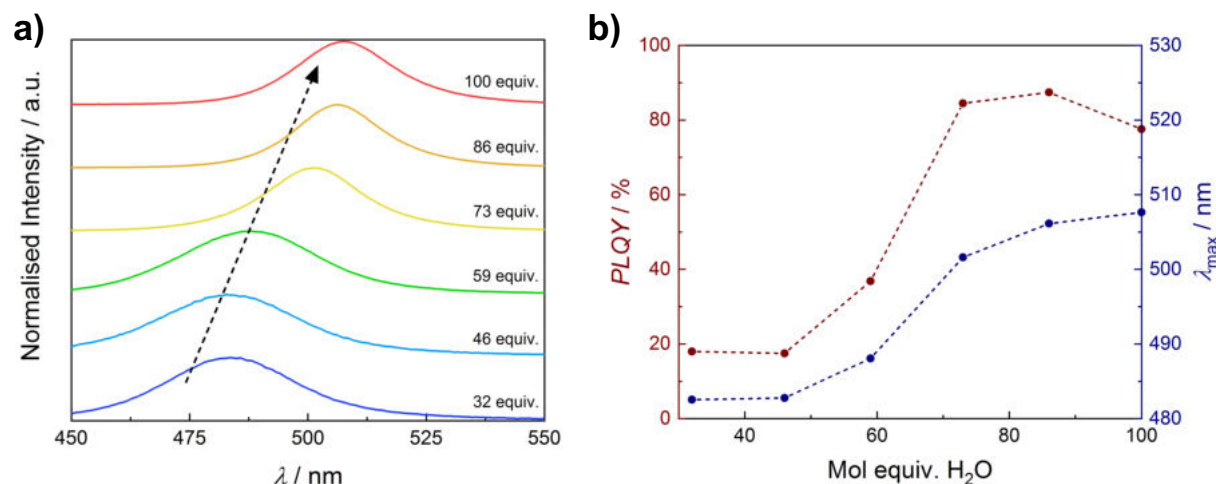 a)
Normalised Intensity / a.u.
100 equiv.
86 equiv.
73 equiv.
59 equiv.
46 equiv.
32 equiv.
450 475 500 525 550
λ / nm
b)
PLQY / %
100
80
60
40
20
0
40 60 80 100
Mol equiv. H₂O
530
520
510
500
490
480
λmax / nm